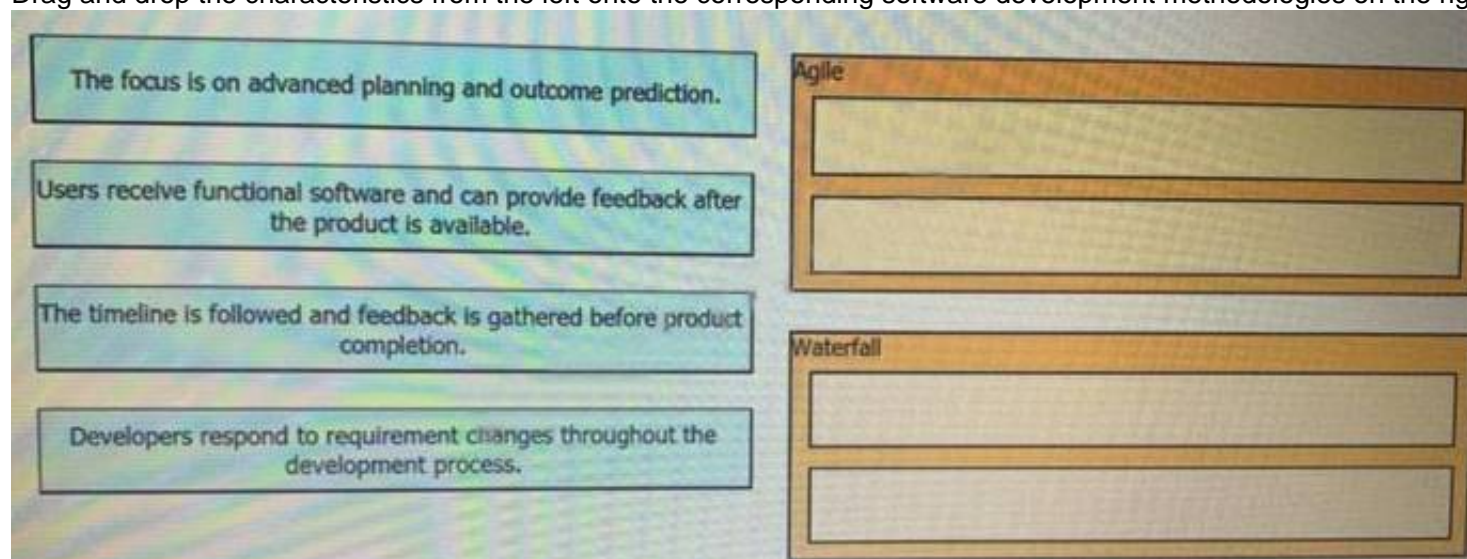 Drag and drop the characteristics from the left onto the corresponding software development methodologies on the
The focus is on advanced planning and outcome prediction.
Users receive functional software and can provide feedback after
the product is available.
The timeline is followed and feedback is gathered before product
completion.
Developers respond to requirement changes throughout the
development process.
Agile
Waterfall